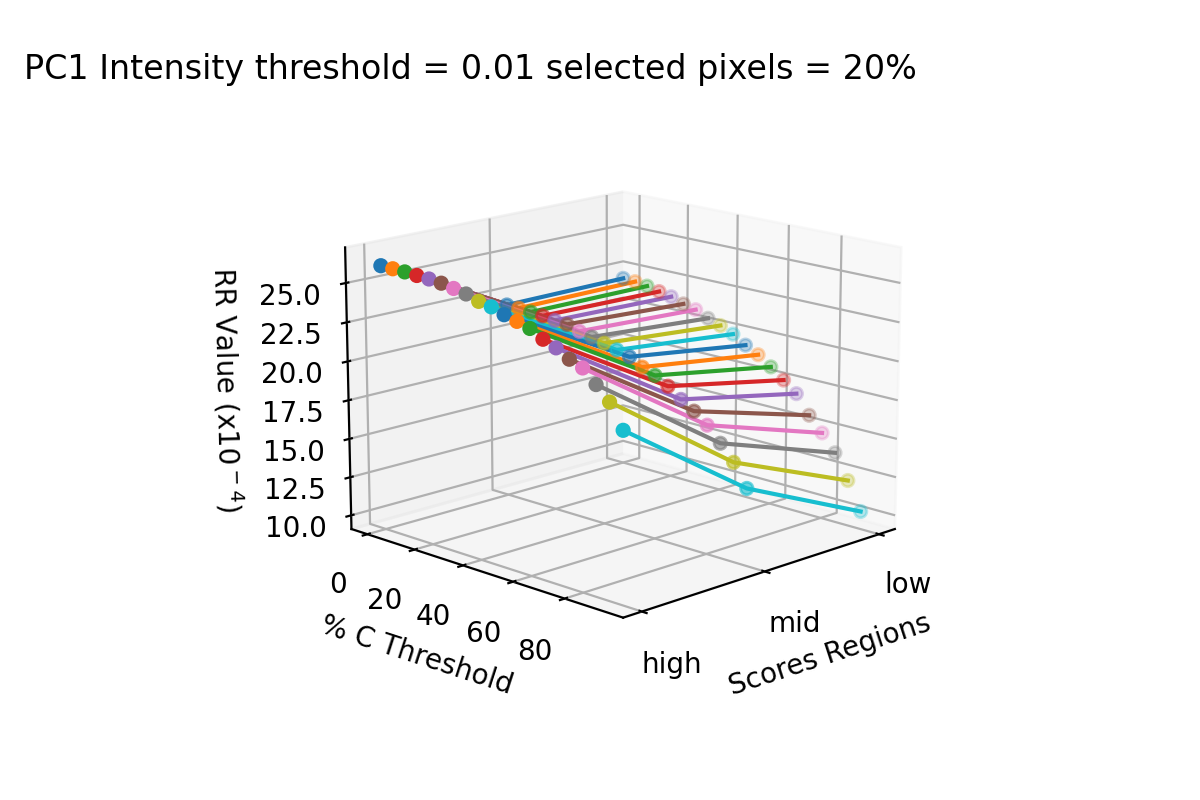 PC1 Intensity threshold = 0.01 selected pixels = 20%
RR Value (x10⁻⁴)
25.0
22.5
20.0
17.5
15.0
12.5
10.0
0
20
40
60
80
% C Threshold
high
mid
low
Scores Regions